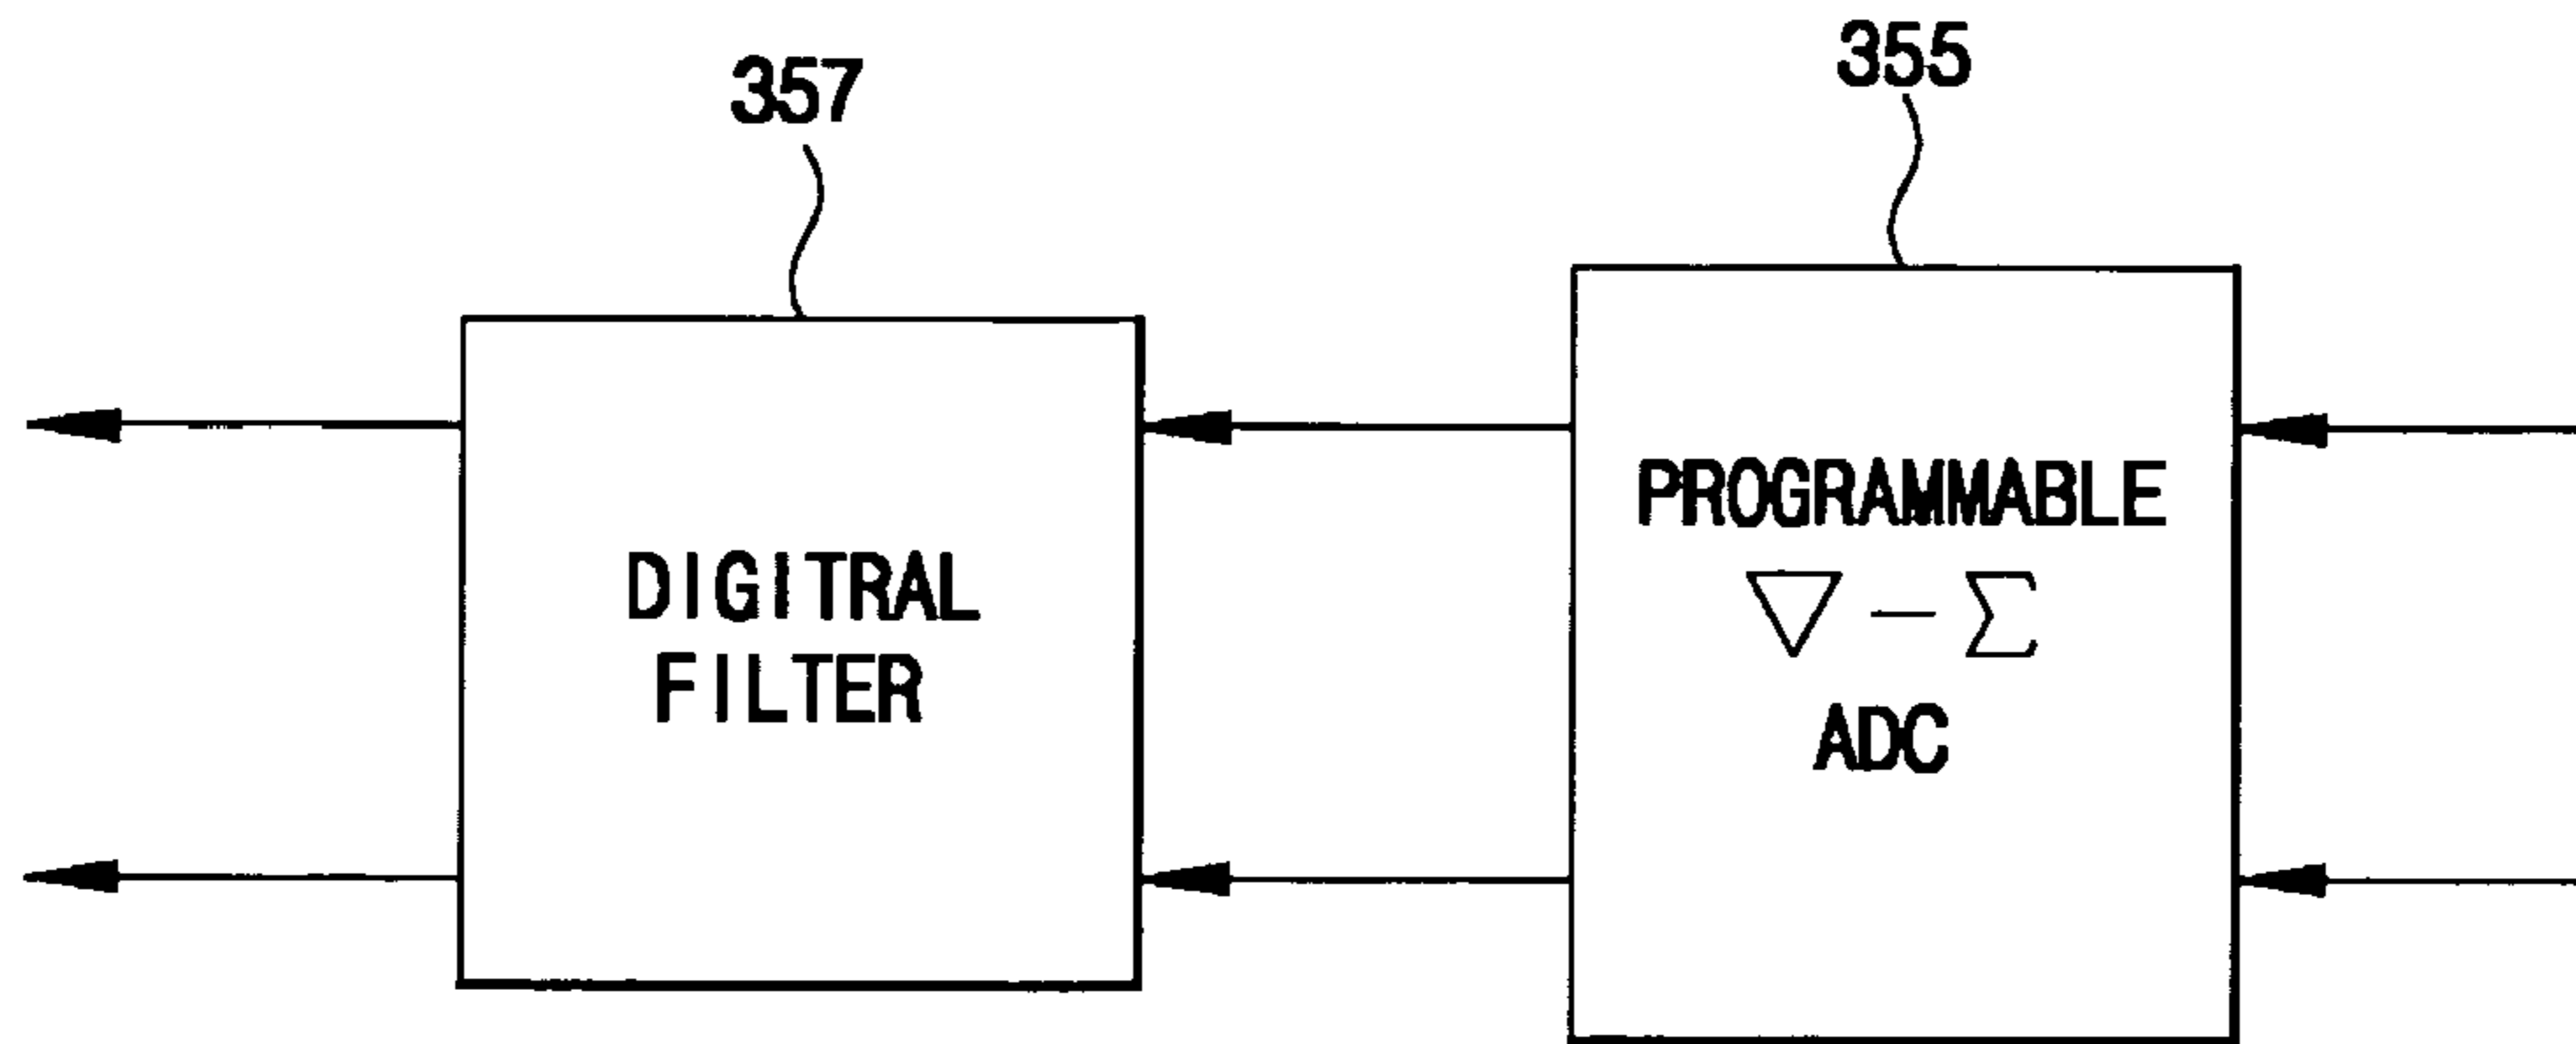 357
DIGITRAL
FILTER
355
PROGRAMMABLE
▽-Σ
ADC